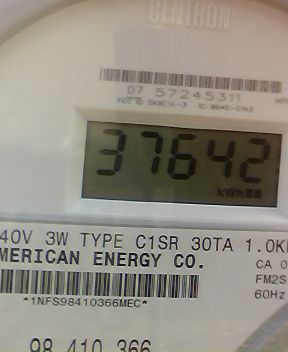 CENTRON
07 57245311
37642
kWh
40V 3W TYPE C1SR 30TA 1.0K
MERICAN ENERGY CO.
CA 0
FM2S
60Hz
*1NFS98410366MEC*
98 410 366